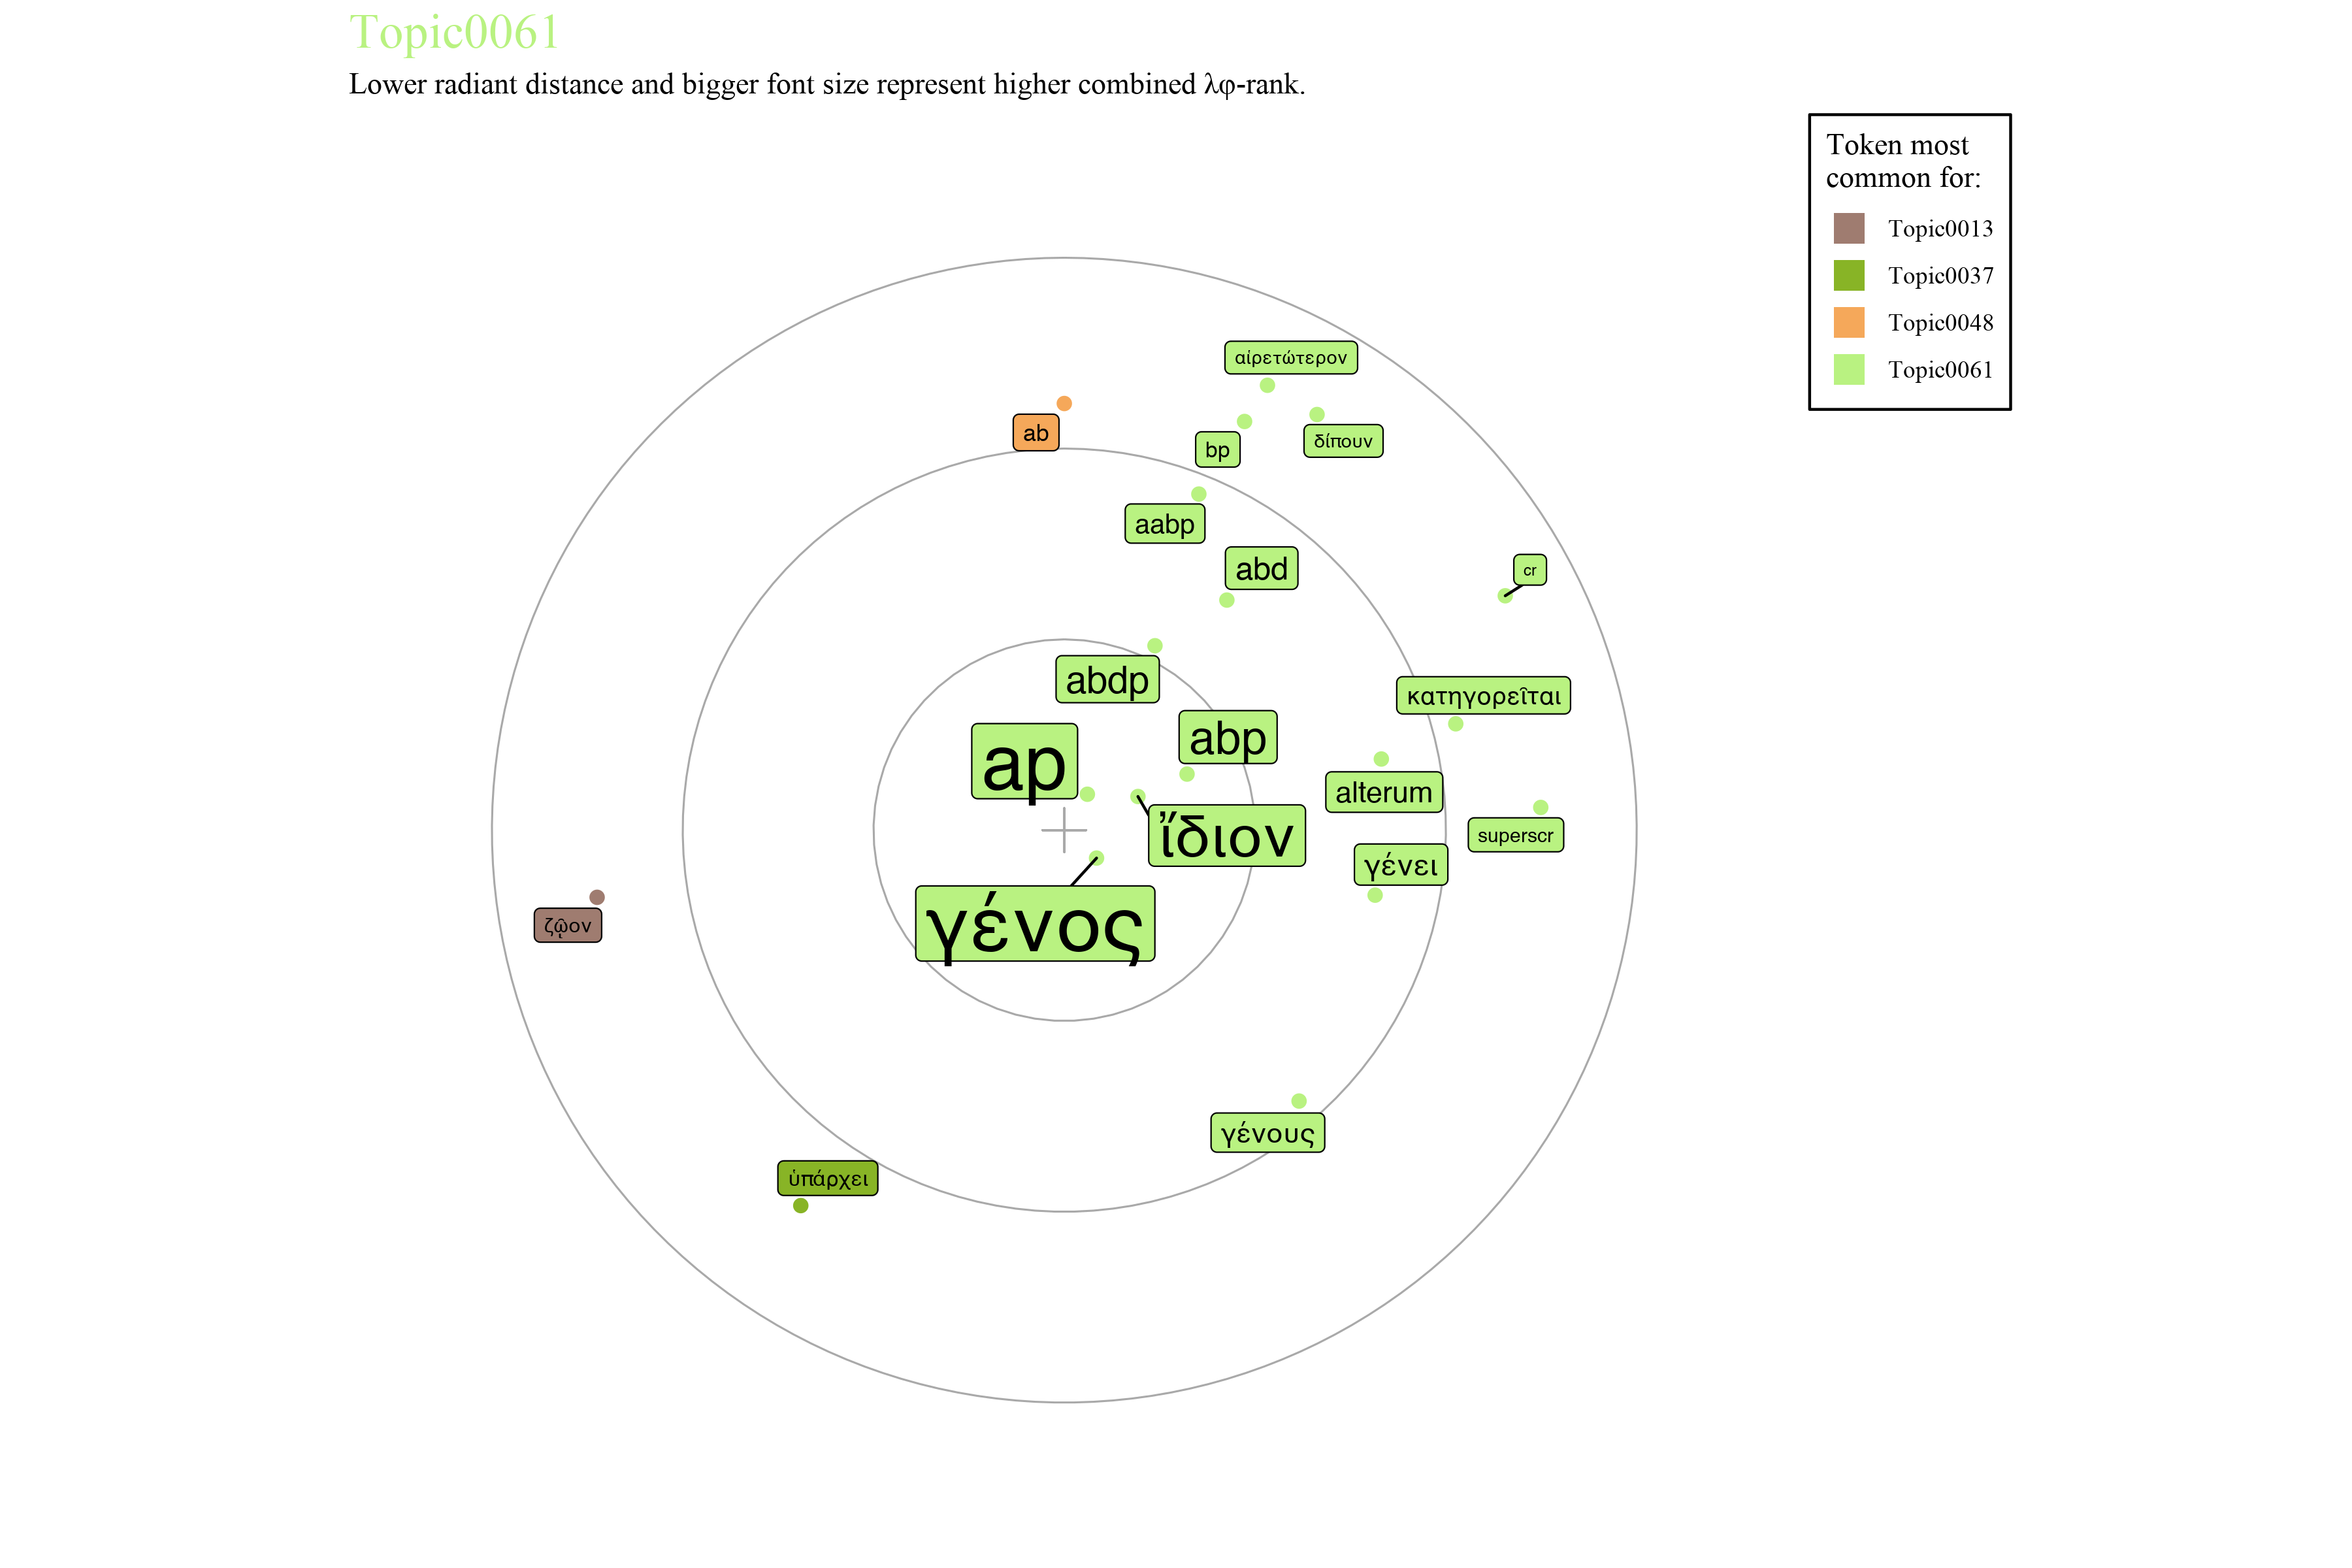 Topic0061
Lower radiant distance and bigger font size represent higher combined λφ-rank.
Token most
common for:
Topic0013
Topic0037
Topic0048
Topic0061
αἱρετώτερον
ab
bp
δίπουν
aabp
abd
cr
abdp
κατηγορεῖται
abp
ap
alterum
ἴδιον
superscr
γένει
γένος
ζῷον
γένους
ὑπάρχει